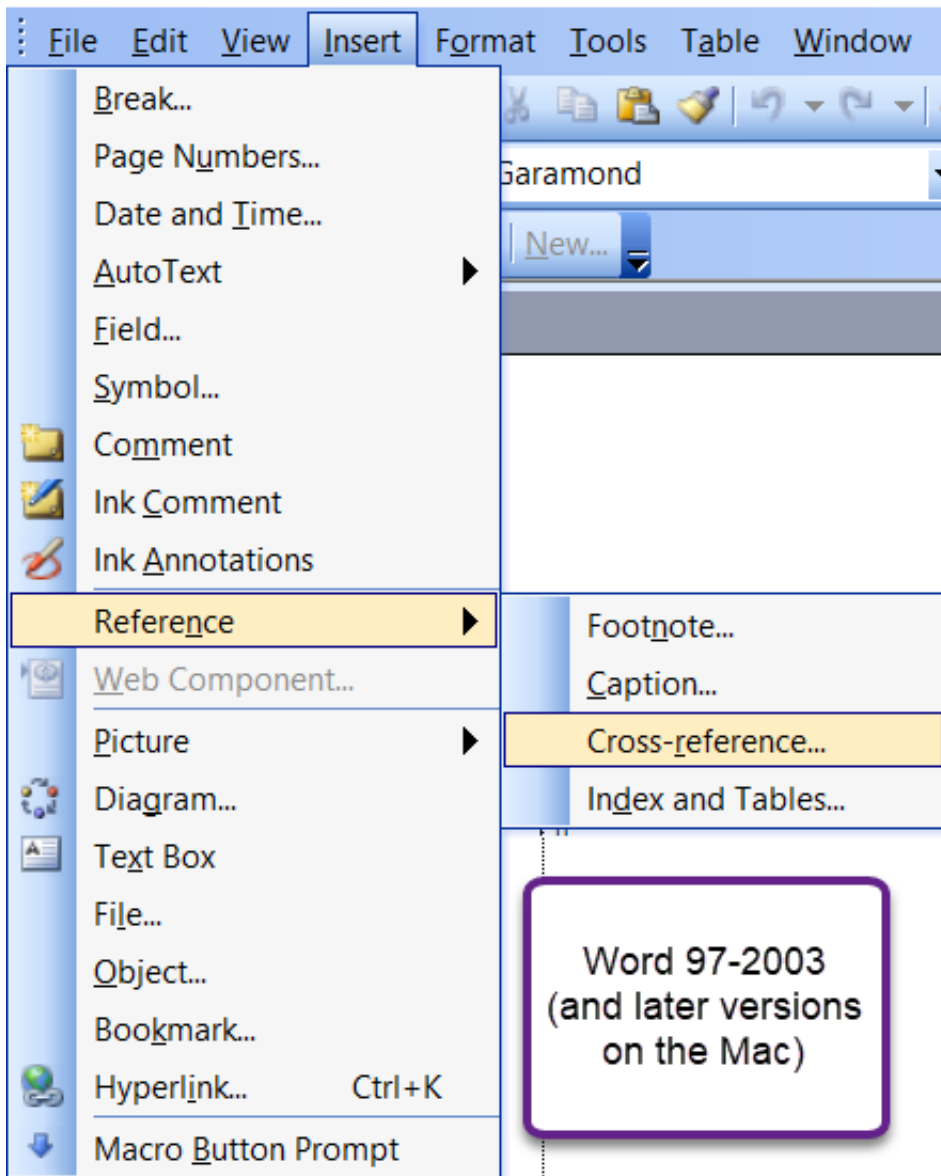 File Edit View Insert Format Tools Table Window
Break...
Page Numbers...
Date and Time...
AutoText
Field...
Symbol...
Comment
Ink Comment
Ink Annotations
Reference
Web Component...
Picture
Diagram...
Text Box
File...
Object...
Bookmark...
Hyperlink... Ctrl+K
Macro Button Prompt
Garamond
New...
Footnote...
Caption...
Cross-reference...
Index and Tables...
Word 97-2003
(and later versions
on the Mac)